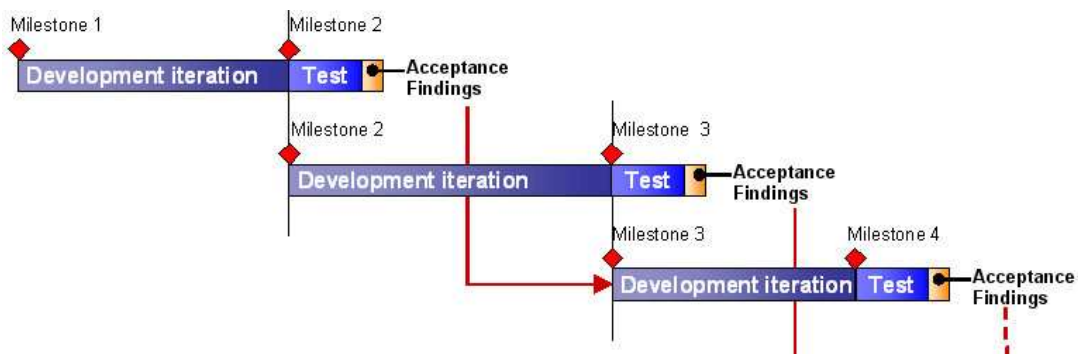 Milestone 1
Milestone 2
Development iteration
Test
Acceptance
Findings
Milestone 2
Milestone 3
Development iteration
Test
Acceptance
Findings
Milestone 3
Milestone 4
Development iteration
Test
Acceptance
Findings